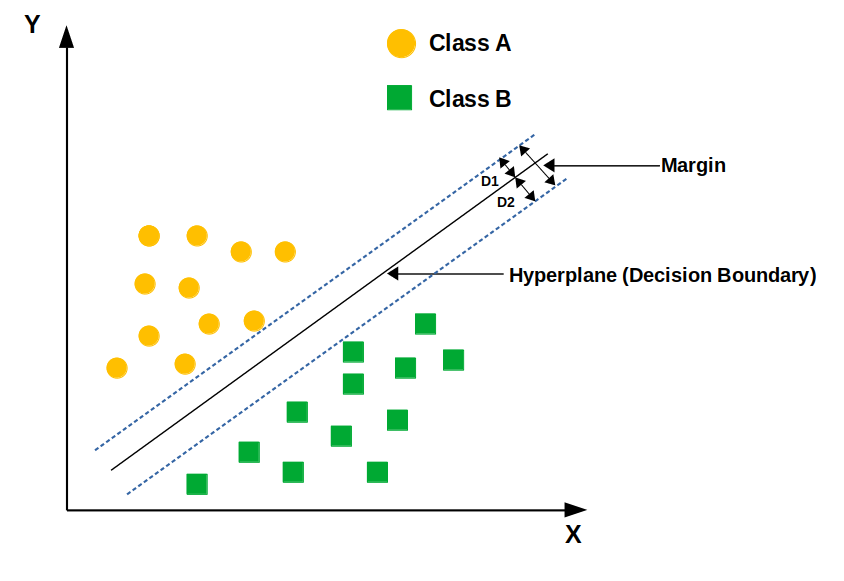 Y
Class A
Class B
Margin
D1
D2
Hyperplane (Decision Boundary)
X